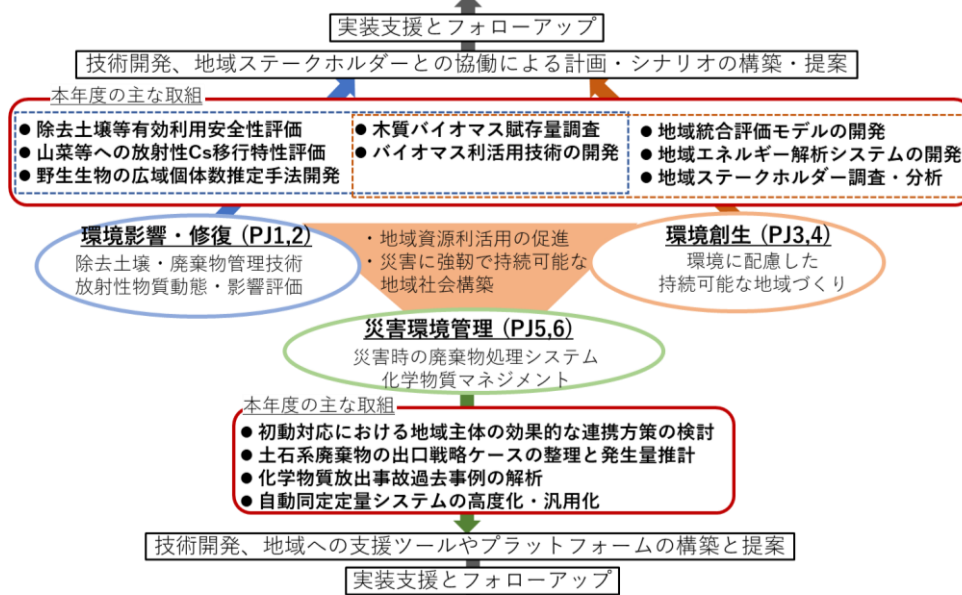 実装支援とフォローアップ
技術開発、地域ステークホルダーとの協働による計画・シナリオの構築・提案
本年度の主な取組
● 除去土壌等有効利用安全性評価
● 山菜等への放射性Cs移行特性評価
● 野生生物の広域個体数推定手法開発
● 木質バイオマス賦存量調査
● バイオマス利活用技術の開発
● 地域統合評価モデルの開発
● 地域エネルギー解析システムの開発
● 地域ステークホルダー調査・分析
環境影響・修復 (PJ1,2)
除去土壌・廃棄物管理技術
放射性物質動態・影響評価
・地域資源利活用の促進
・災害に強靭で持続可能な
地域社会構築
環境創生 (PJ3,4)
環境に配慮した
持続可能な地域づくり
災害環境管理 (PJ5,6)
災害時の廃棄物処理システム
化学物質マネジメント
本年度の主な取組
● 初動対応における地域主体の効果的な連携方策の検討
● 土石系廃棄物の出口戦略ケースの整理と発生量推計
● 化学物質放出事故過去事例の解析
● 自動同定定量システムの高度化・汎用化
技術開発、地域への支援ツールやプラットフォームの構築と提案
実装支援とフォローアップ